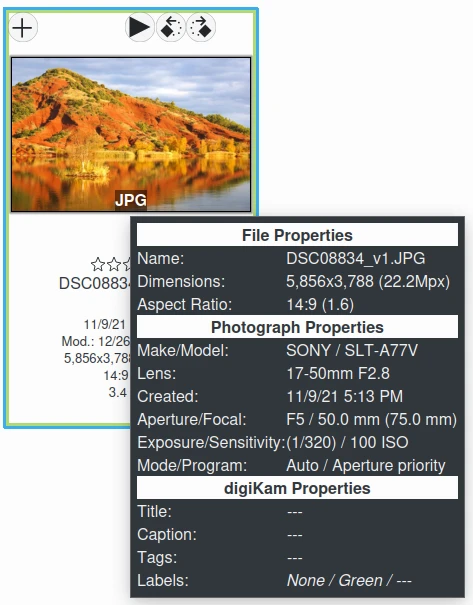 JPG
File Properties
Name: DSC08834_v1.JPG
DSC0883
Dimensions: 5,856x3,788 (22.2Mpx)
Aspect Ratio: 14:9 (1.6)
11/9/21
Photograph Properties
Mod.: 12/26
Make/Model: SONY / SLT-A77V
5,856x3,78
Lens: 17-50mm F2.8
14:9
Created: 11/9/21 5:13 PM
3.4
Aperture/Focal: F5 / 50.0 mm (75.0 mm)
Exposure/Sensitivity: (1/320) / 100 ISO
Mode/Program: Auto / Aperture priority
digiKam Properties
Title: ---
Caption: ---
Tags: ---
Labels: None / Green / ---